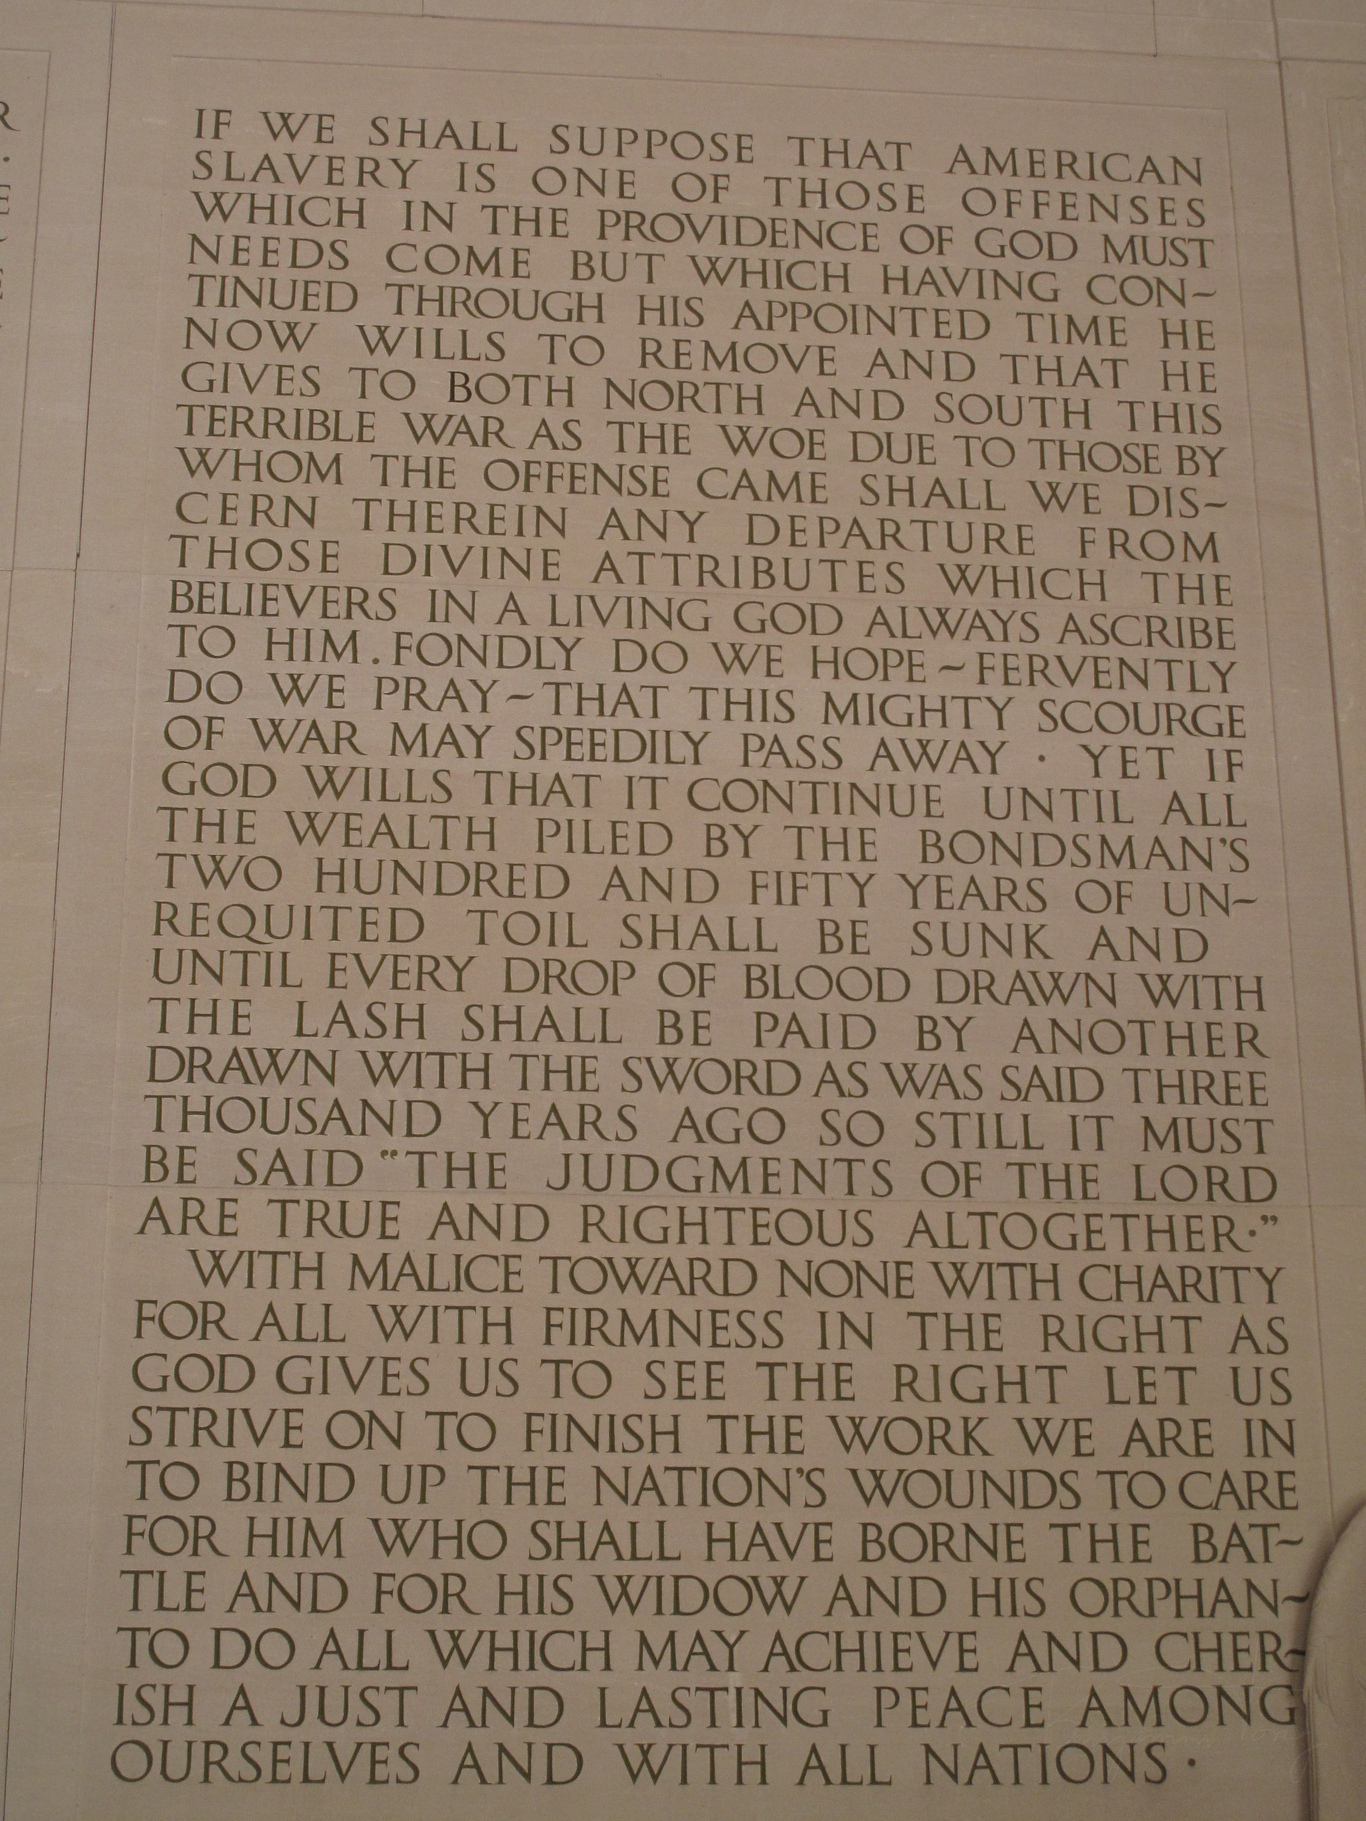 IF WE SHALL SUPPOSE THAT AMERICAN
SLAVERY IS ONE OF THOSE OFFENSES
WHICH IN THE PROVIDENCE OF GOD MUST
NEEDS COME BUT WHICH HAVING CON~
TINUED THROUGH HIS APPOINTED TIME HE
NOW WILLS TO REMOVE AND THAT HE
GIVES TO BOTH NORTH AND SOUTH THIS
TERRIBLE WAR AS THE WOE DUE TO THOSE BY
WHOM THE OFFENSE CAME SHALL WE DIS~
CERN THEREIN ANY DEPARTURE FROM
THOSE DIVINE ATTRIBUTES WHICH THE
BELIEVERS IN A LIVING GOD ALWAYS ASCRIBE
TO HIM. FONDLY DO WE HOPE ~ FERVENTLY
DO WE PRAY ~ THAT THIS MIGHTY SCOURGE
OF WAR MAY SPEEDILY PASS AWAY · YET IF
GOD WILLS THAT IT CONTINUE UNTIL ALL
THE WEALTH PILED BY THE BONDSMAN'S
TWO HUNDRED AND FIFTY YEARS OF UN~
REQUITED TOIL SHALL BE SUNK AND
UNTIL EVERY DROP OF BLOOD DRAWN WITH
THE LASH SHALL BE PAID BY ANOTHER
DRAWN WITH THE SWORD AS WAS SAID THREE
THOUSAND YEARS AGO SO STILL IT MUST
BE SAID "THE JUDGMENTS OF THE LORD
ARE TRUE AND RIGHTEOUS ALTOGETHER·"
WITH MALICE TOWARD NONE WITH CHARITY
FOR ALL WITH FIRMNESS IN THE RIGHT AS
GOD GIVES US TO SEE THE RIGHT LET US
STRIVE ON TO FINISH THE WORK WE ARE IN
TO BIND UP THE NATION'S WOUNDS TO CARE
FOR HIM WHO SHALL HAVE BORNE THE BAT~
TLE AND FOR HIS WIDOW AND HIS ORPHAN~
TO DO ALL WHICH MAY ACHIEVE AND CHER~
ISH A JUST AND LASTING PEACE AMONG
OURSELVES AND WITH ALL NATIONS ·